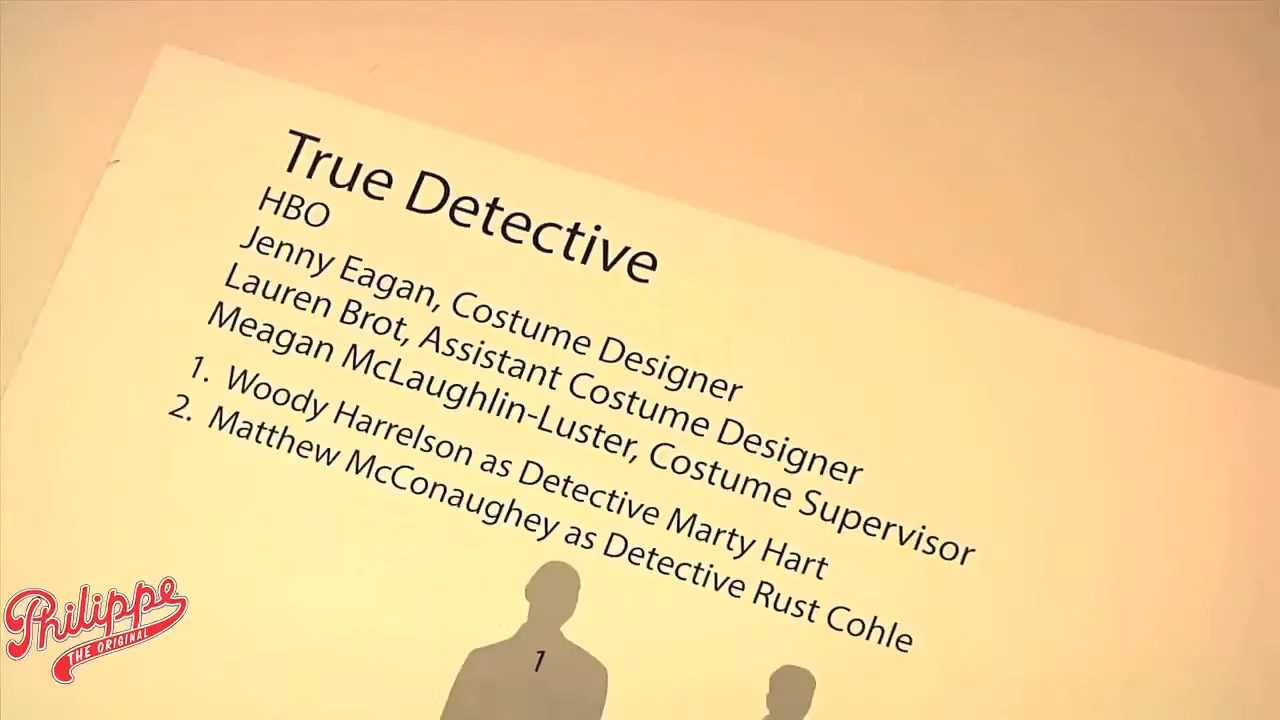 True Detective
HBO
Jenny Eagan, Costume Designer
Lauren Brot, Assistant Costume Designer
Meagan McLaughlin-Luster, Costume Supervisor
1. Woody Harrelson as Detective Marty Hart
2. Matthew McConaughey as Detective Rust Cohle
1
Philippe
THE ORIGINAL